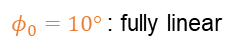 ϕ₀ = 10° : fully linear